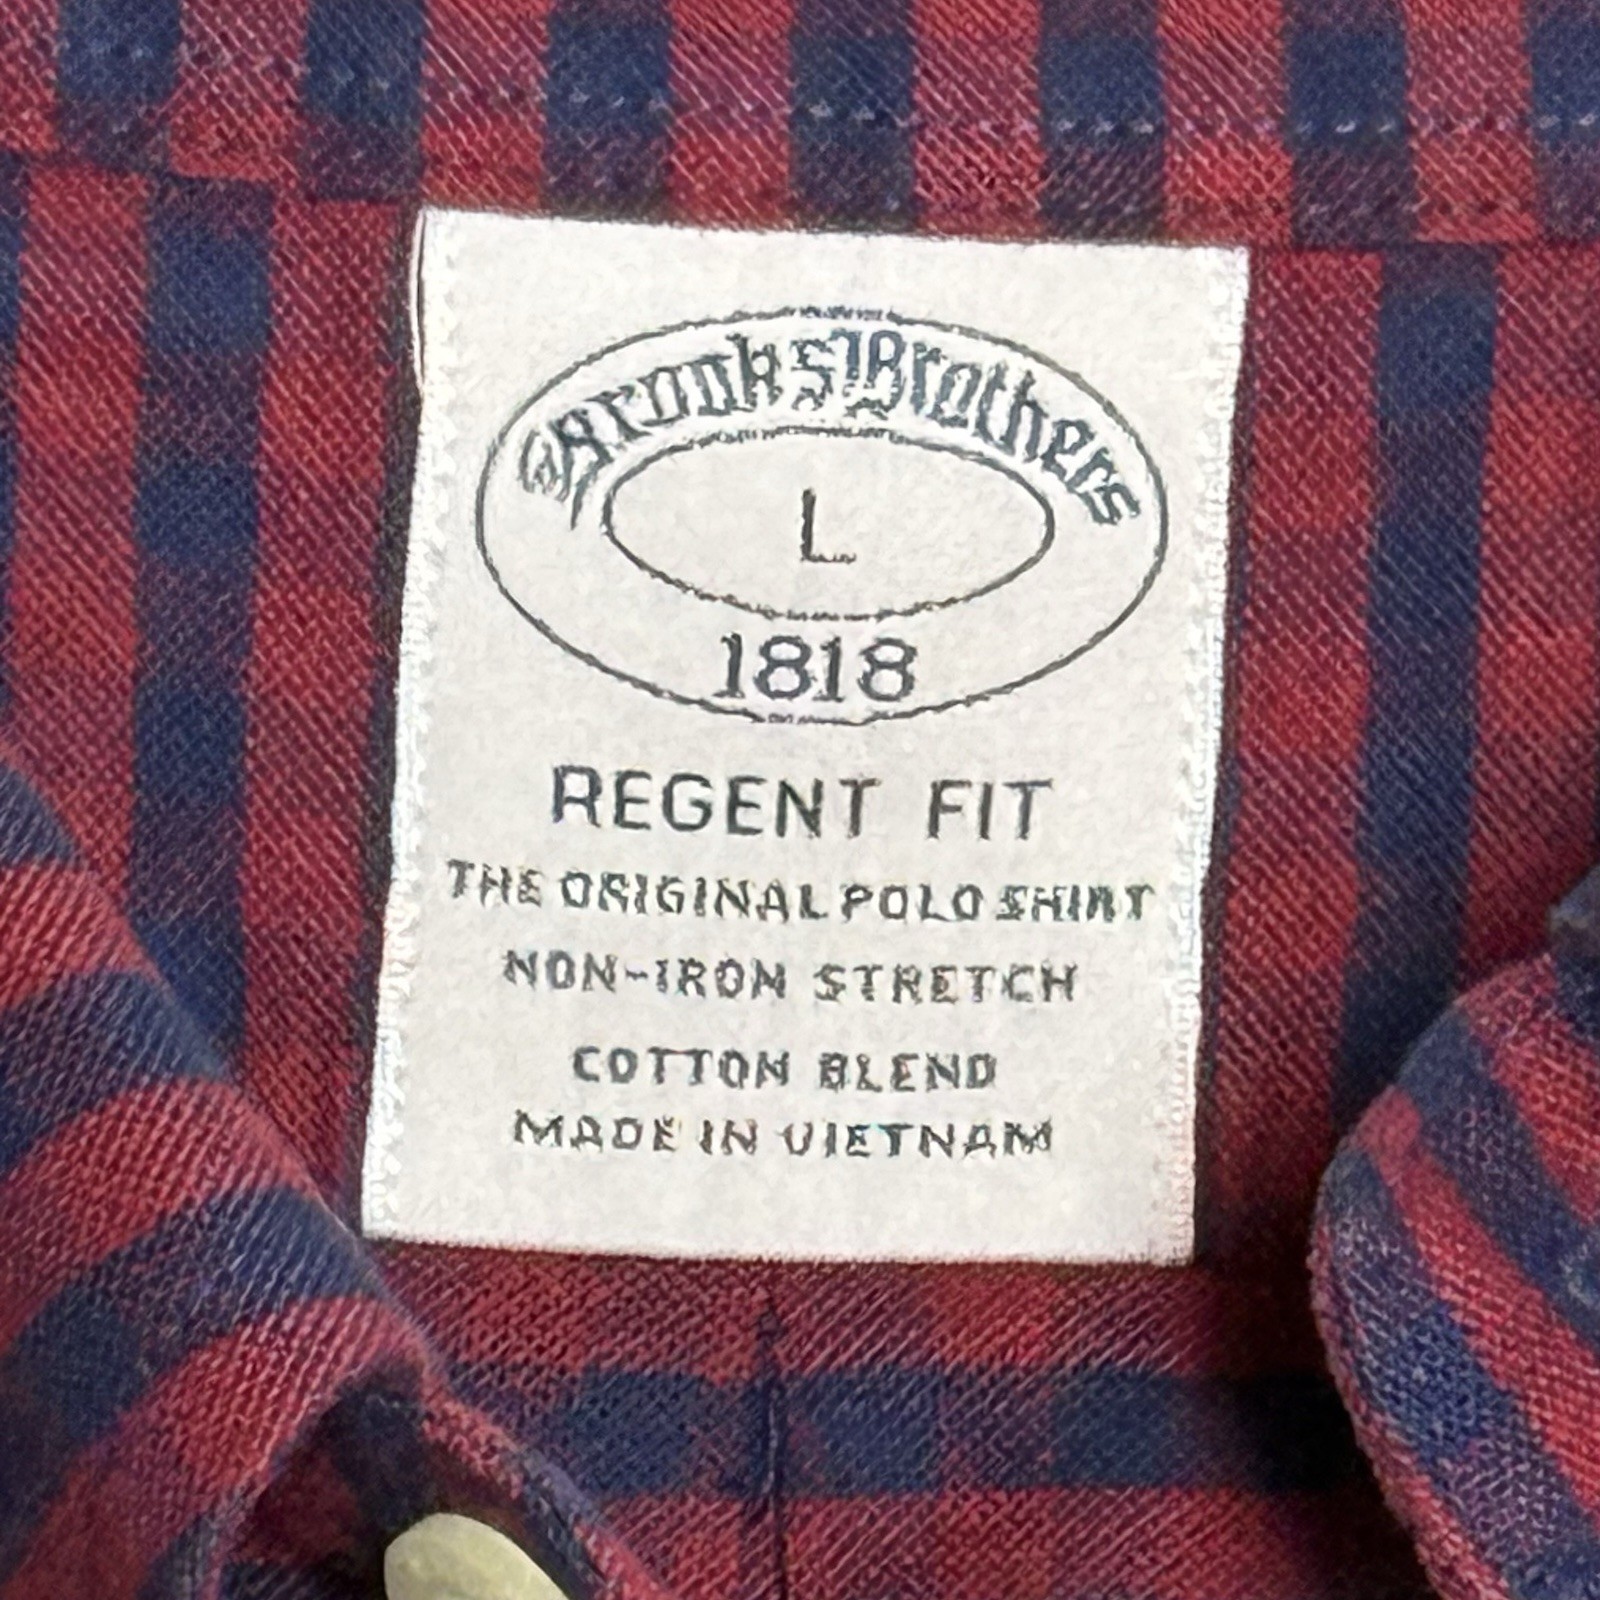 Brooks Brothers
L
1818
REGENT FIT
THE ORIGINAL POLO SHIRT
NON-IRON STRETCH
COTTON BLEND
MADE IN VIETNAM